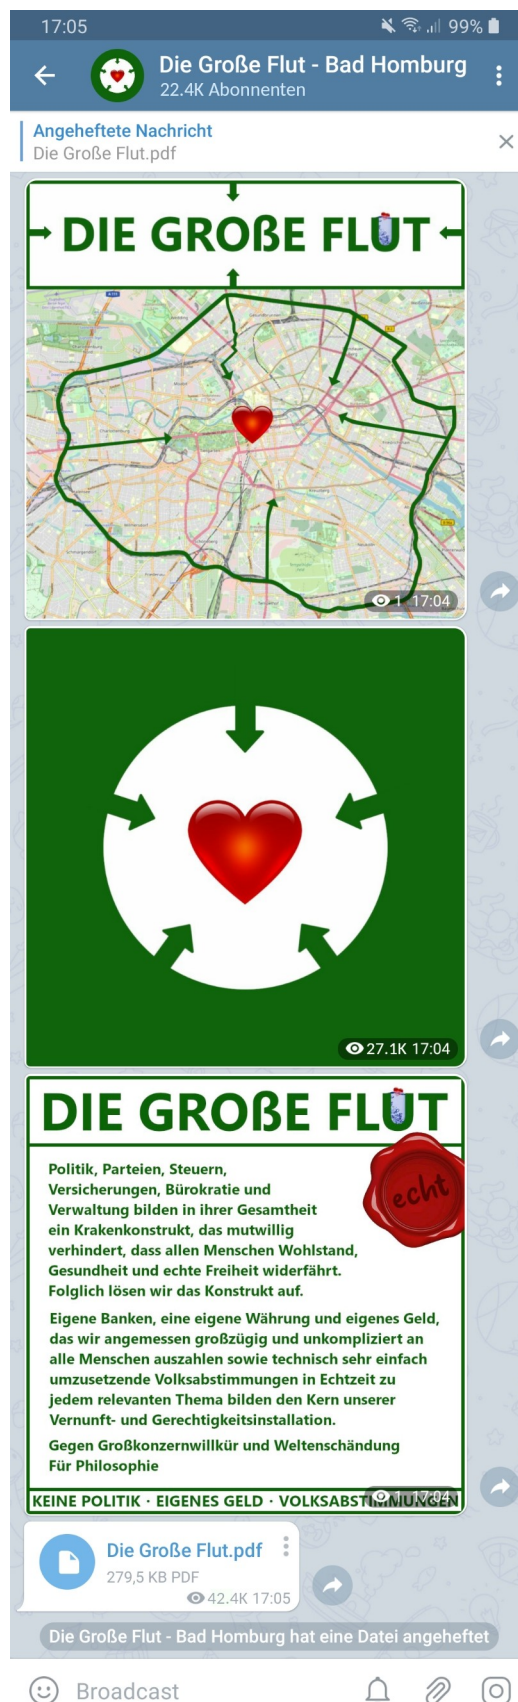 17:05
99%
Die Große Flut - Bad Homburg
22.4K Abonnenten
Angeheftete Nachricht
Die Große Flut.pdf
DIE GROßE FLUT
1 17:04
27.1K 17:04
DIE GROßE FLUT
echt
Politik, Parteien, Steuern,
Versicherungen, Bürokratie und
Verwaltung bilden in ihrer Gesamtheit
ein Krakenkonstrukt, das mutwillig
verhindert, dass allen Menschen Wohlstand,
Gesundheit und echte Freiheit widerfährt.
Folglich lösen wir das Konstrukt auf.
Eigene Banken, eine eigene Währung und eigenes Geld,
das wir angemessen großzügig und unkompliziert an
alle Menschen auszahlen sowie technisch sehr einfach
umzusetzende Volksabstimmungen in Echtzeit zu
jedem relevanten Thema bilden den Kern unserer
Vernunft- und Gerechtigkeitsinstallation.
Gegen Großkonzernwillkür und Weltenschändung
Für Philosophie
1 17:04
KEINE POLITIK · EIGENES GELD · VOLKSABSTIMMUNGEN
Die Große Flut.pdf
279,5 KB PDF
42.4K 17:05
Die Große Flut - Bad Homburg hat eine Datei angeheftet
Broadcast